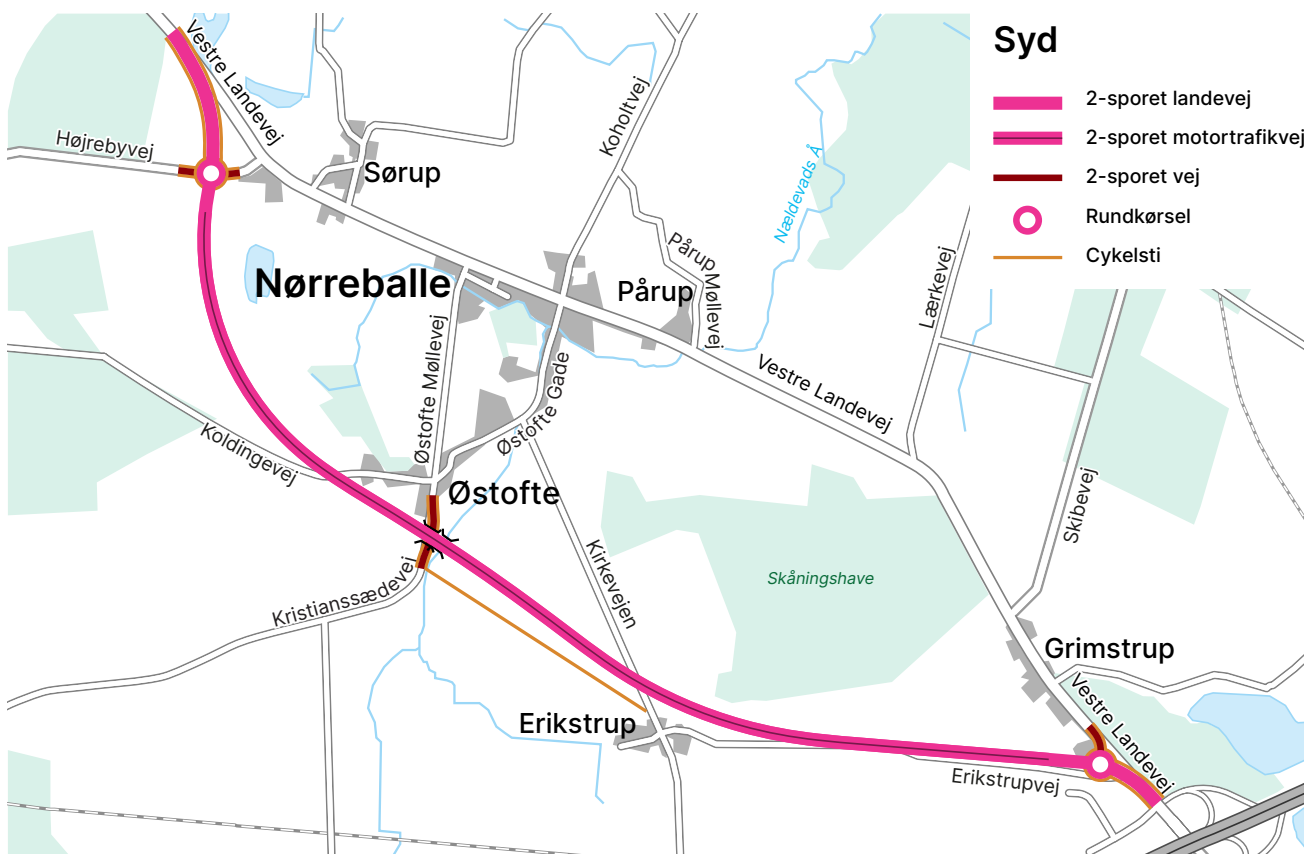 Syd
2-sporet landevej
2-sporet motortrafikvej
2-sporet vej
Rundkørsel
Cykelsti
Vestre Landevej
Højrebyvej
Sørup
Koholtvej
Nældevads Å
Pårup Møllevej
Nørreballe
Pårup
Lærkevej
Østofte Møllevej
Østofte Gade
Vestre Landevej
Koldingevej
Østofte
Skibevej
Kirkevejen
Skåningshave
Kristianssædevej
Grimstrup
Vestre Landevej
Erikstrup
Erikstrupvej